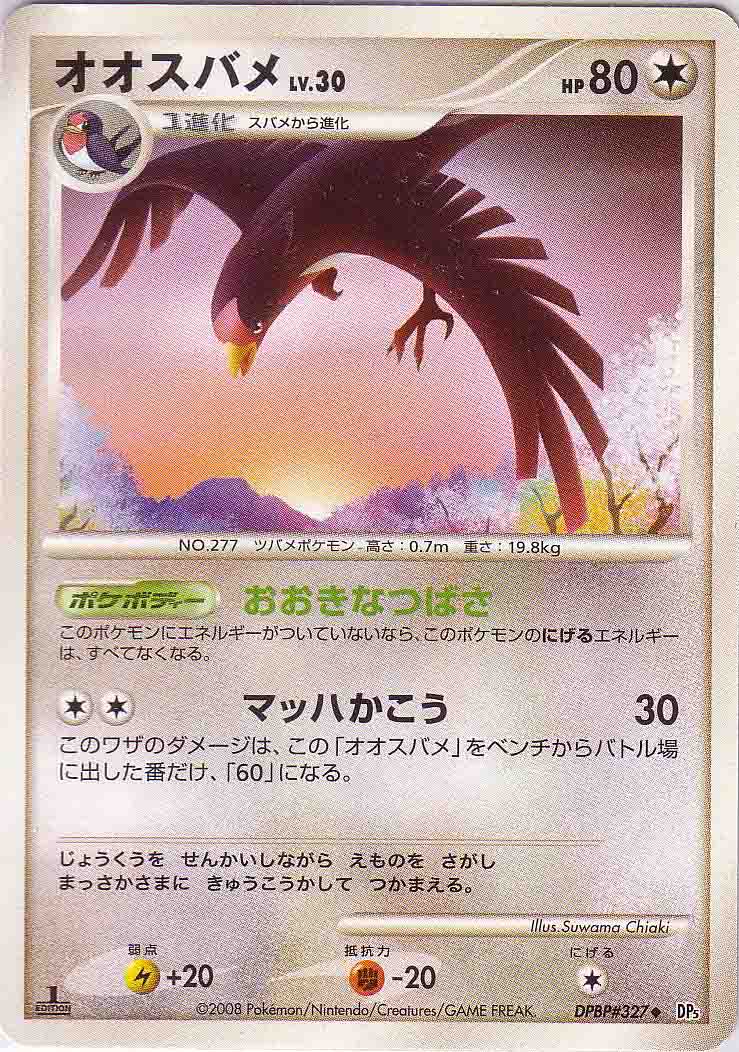 オオスバメ LV.30 HP 80
1進化 スバメから進化
NO.277 ツバメポケモン 高さ：0.7m 重さ：19.8kg
ポケボディー おおきなつばさ
このポケモンにエネルギーがついていないなら、このポケモンのにげるエネルギー
は、すべてなくなる。
マッハかこう 30
このワザのダメージは、この「オオスバメ」をベンチからバトル場
に出した番だけ、「60」になる。
じょうくうを せんかいしながら えものを さがし
まっさかさまに きゅうこうかして つかまえる。
Illus.Suwama Chiaki
弱点 抵抗力 にげる
+20 -20
1 EDITION ©2008 Pokémon/Nintendo/Creatures/GAME FREAK. DPBP#327 DP5